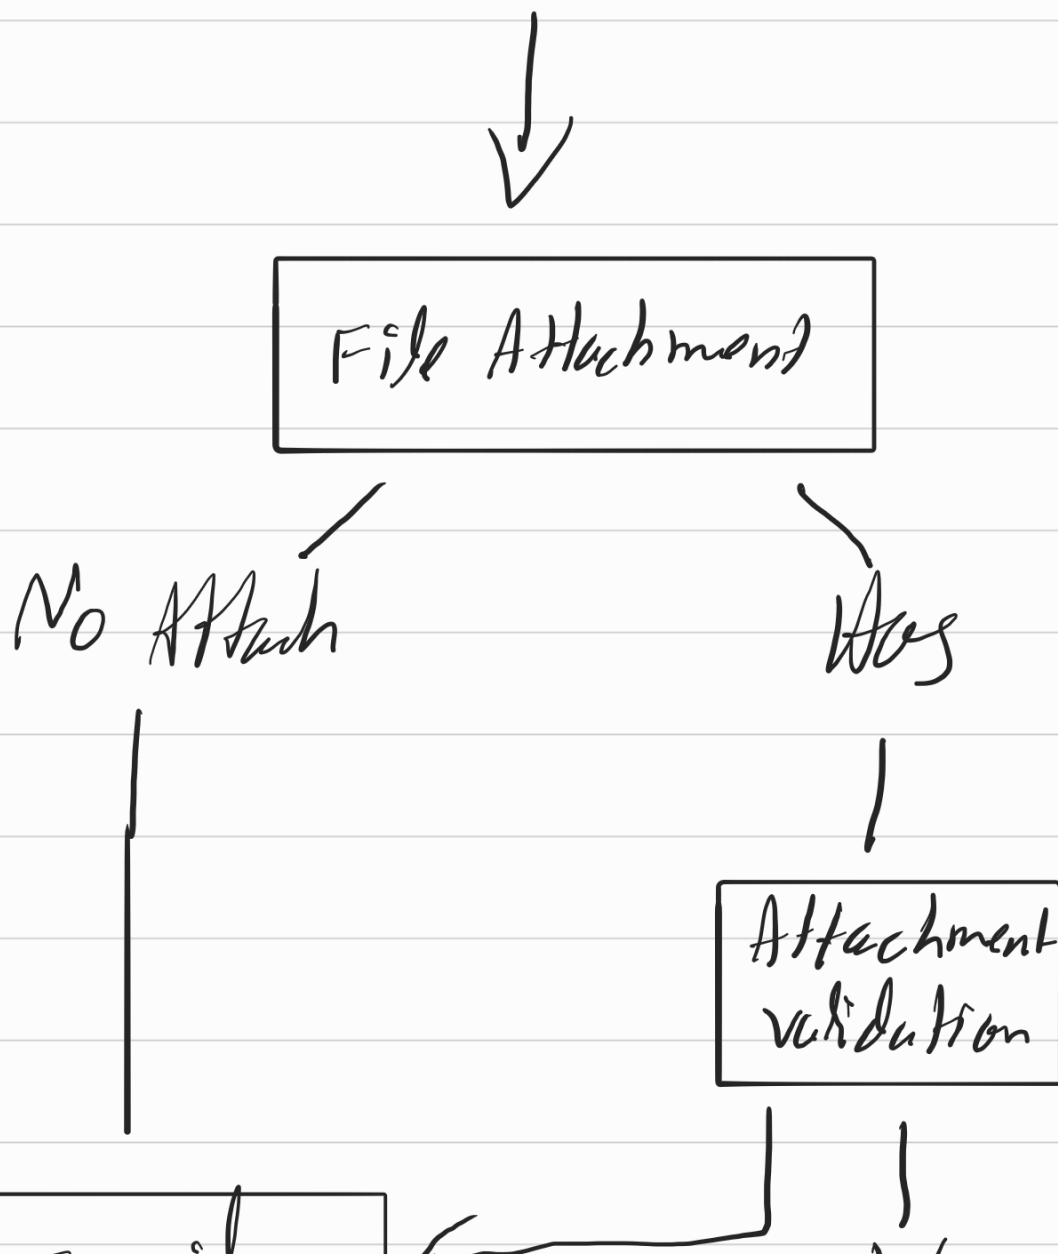 File Attachment
No Attach
Has
Attachment
validation